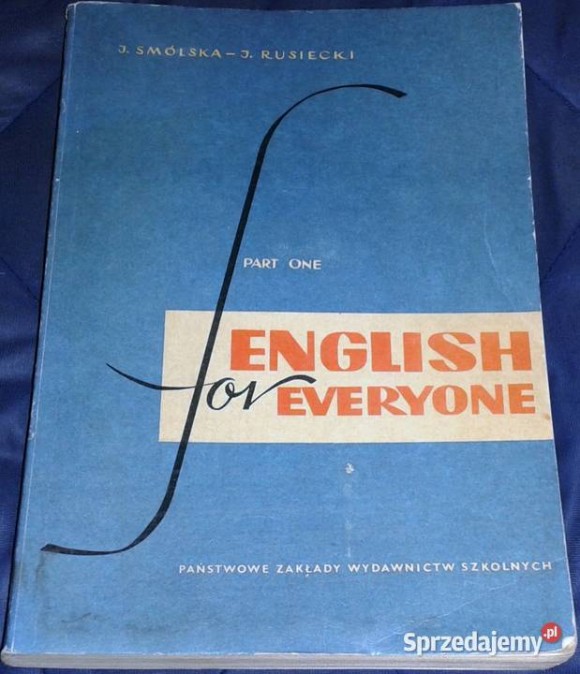 J. SMÓLSKA – J. RUSIECKI
PART ONE
ENGLISH
for EVERYONE
PAŃSTWOWE ZAKŁADY WYDAWNICTW SZKOLNYCH
Sprzedajemy.pl